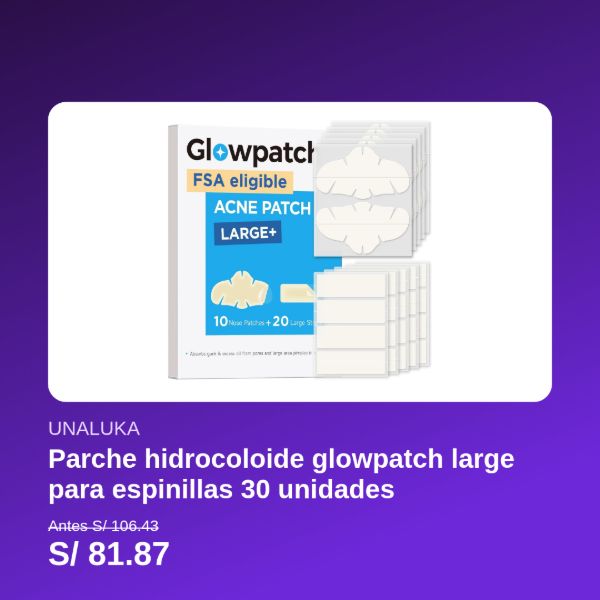 Glowpatch
FSA eligible
ACNE PATCH
LARGE+
10 Nose Patches + 20 Large
UNALUKA
Parche hidrocoloide glowpatch large
para espinillas 30 unidades
Antes S/ 106.43
S/ 81.87